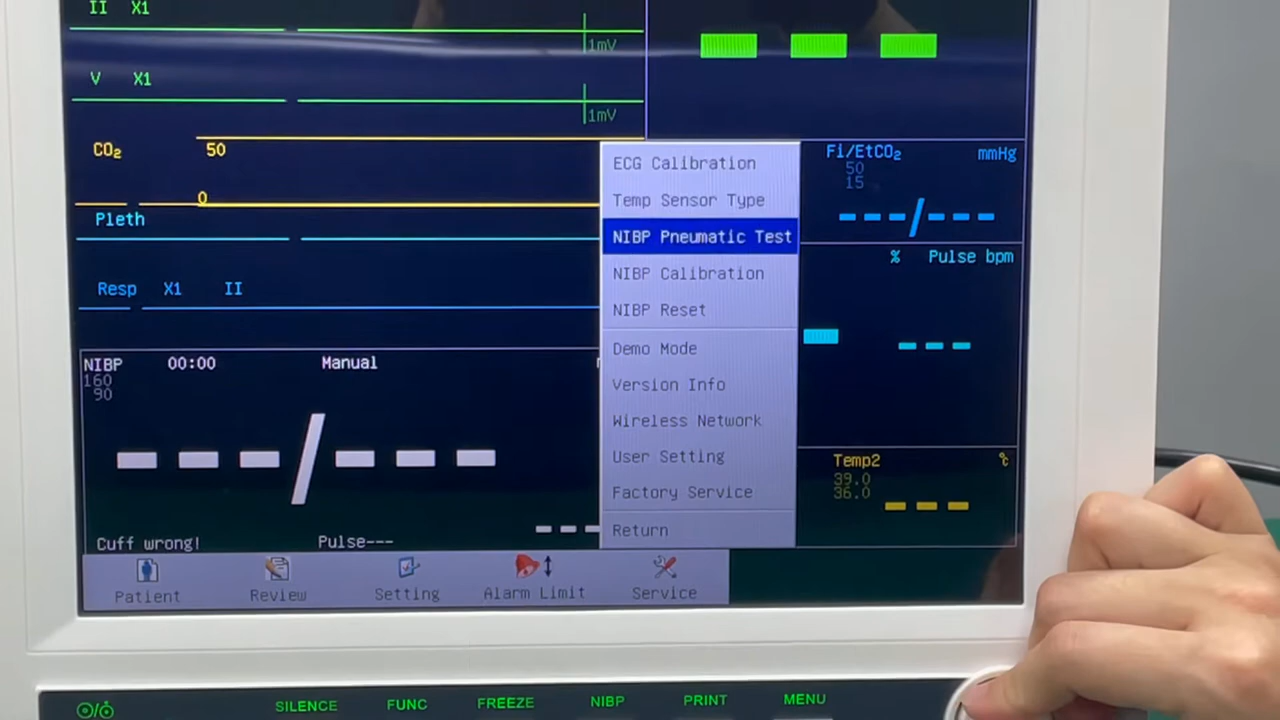 II X1
1mV
V X1
1mV
CO₂ 50
0
Pleth
Resp X1 II
NIBP 00:00 Manual
160
90
Cuff wrong! Pulse---
ECG Calibration
Temp Sensor Type
NIBP Pneumatic Test
NIBP Calibration
NIBP Reset
Demo Mode
Version Info
Wireless Network
User Setting
Factory Service
Return
Fi/EtCO₂ mmHg
50
15
---/---
% Pulse bpm
---
Temp2 ℃
39.0
36.0
---
Patient Review Setting Alarm Limit Service
SILENCE FUNC FREEZE NIBP PRINT MENU